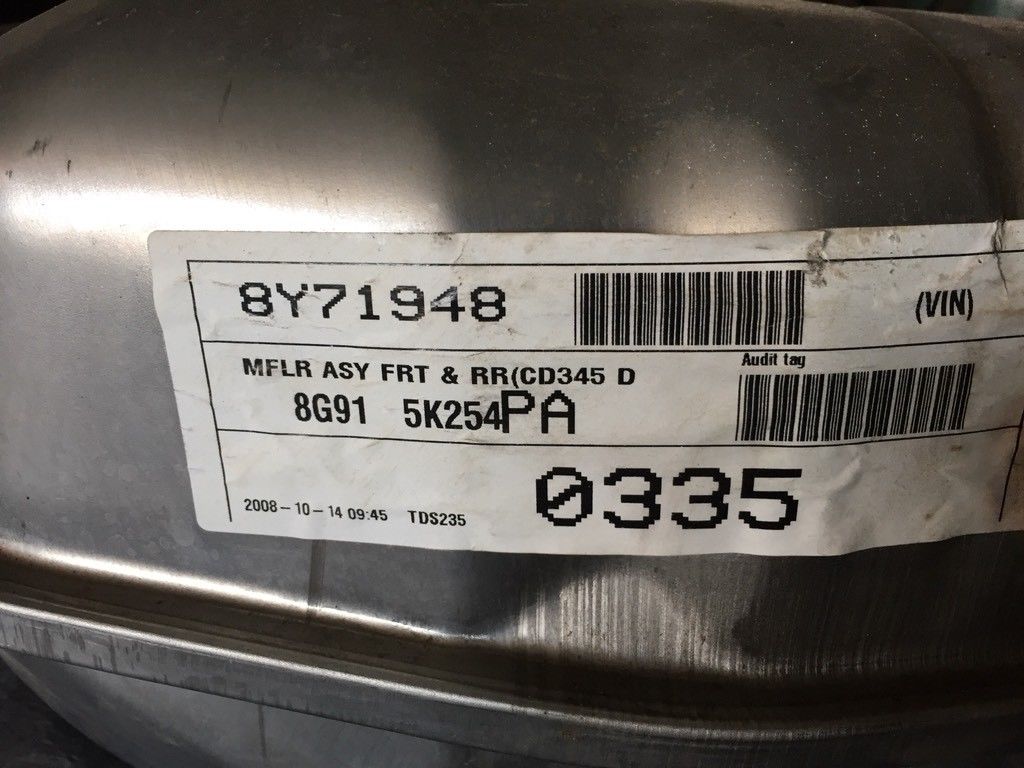 8Y71948
(VIN)
MFLR ASY FRT & RR(CD345 D
Audit tag
8G91 5K254PA
2008-10-14 09:45 TDS235
0335